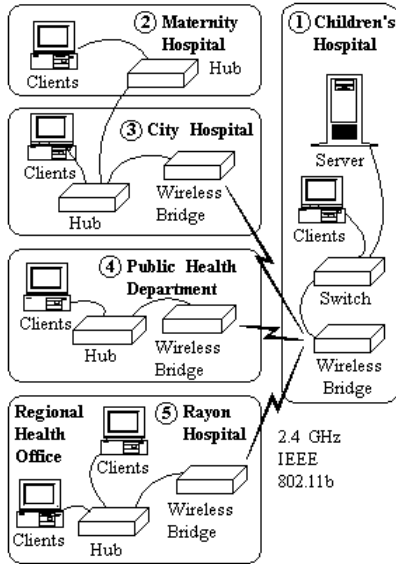 ② Maternity
Hospital
Clients
Hub
③ City Hospital
Clients
Hub
Wireless
Bridge
④ Public Health
Department
Clients
Hub
Wireless
Bridge
Regional
Health
Office
⑤ Rayon
Hospital
Clients
Clients
Hub
Wireless
Bridge
① Children's
Hospital
Server
Clients
Switch
Wireless
Bridge
2.4 GHz
IEEE
802.11b